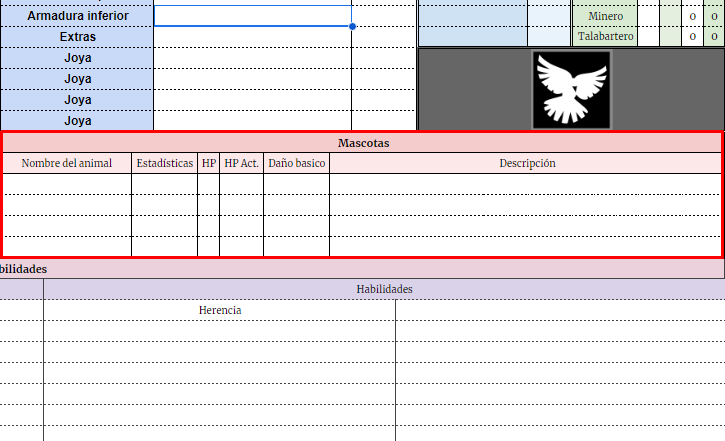 Armadura inferior
Extras
Joya
Joya
Joya
Joya
Minero 0 0
Talabartero 0 0
Mascotas
Nombre del animal Estadísticas HP HP Act. Daño basico Descripción
bilidades
Habilidades
Herencia